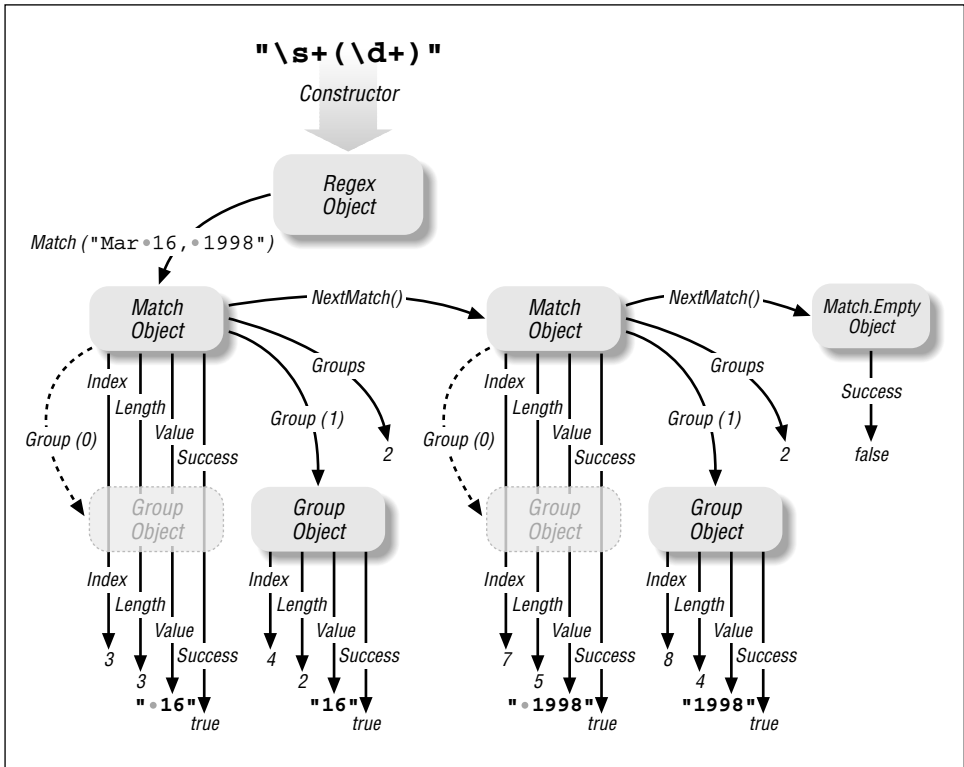 "\s+(\d+)"
Constructor
Regex
Object
Match ("Mar•16,•1998")
Match
Object
NextMatch()
Match
Object
NextMatch()
Match.Empty
Object
Index
Length
Value
Success
Group (0)
Group (1)
Groups
2
Index
Length
Value
Success
Group (0)
Group (1)
Groups
2
Success
false
Group
Object
Group
Object
Group
Object
Group
Object
Index
Length
Value
Success
3
3
"•16"
true
Index
Length
Value
Success
4
2
"16"
true
Index
Length
Value
Success
7
5
"•1998"
true
Index
Length
Value
Success
8
4
"1998"
true